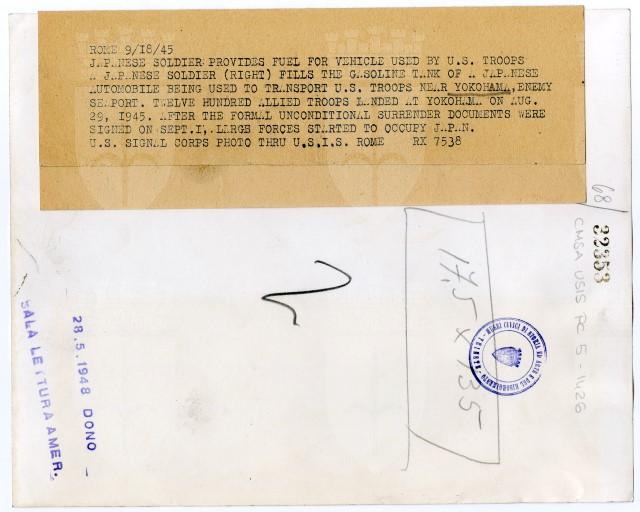 ROME 9/18/45
JAPANESE SOLDIER PROVIDES FUEL FOR VEHICLE USED BY U.S. TROOPS
A JAPANESE SOLDIER (RIGHT) FILLS THE GASOLINE TANK OF A JAPANESE
AUTOMOBILE BEING USED TO TRANSPORT U.S. TROOPS NEAR YOKOHAMA, ENEMY
SEAPORT. TWELVE HUNDRED ALLIED TROOPS LANDED AT YOKOHAMA ON AUG.
29, 1945. AFTER THE FORMAL UNCONDITIONAL SURRENDER DOCUMENTS WERE
SIGNED ON SEPT.1, LARGE FORCES STARTED TO OCCUPY JAPAN.
U.S. SIGNAL CORPS PHOTO THRU U.S.I.S. ROME RX 7538
68/
32353
CMSA USIS PC 5-1426
17,5 x 135
28.5.1948 DONO -
SALA LETTURA AMER.